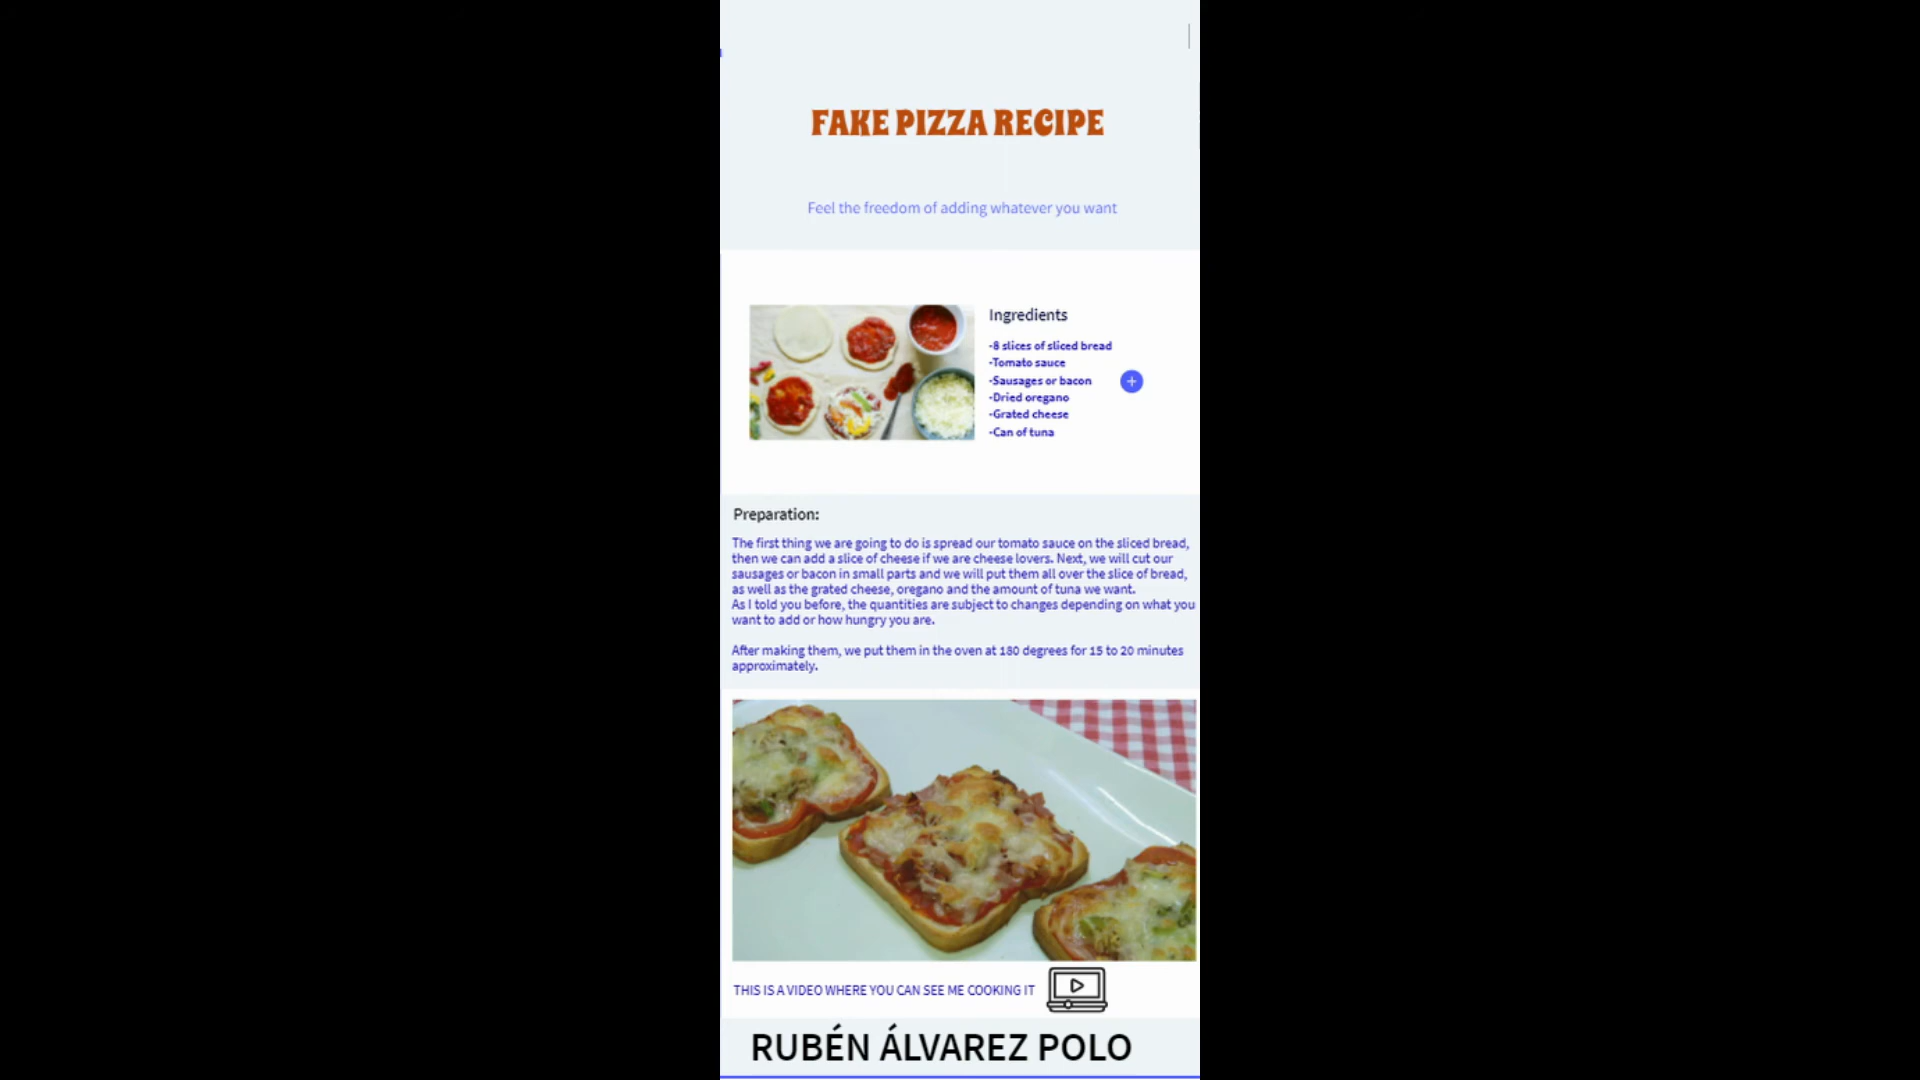 FAKE PIZZA RECIPE
Feel the freedom of adding whatever you want
Ingredients
-8 slices of sliced bread
-Tomato sauce
-Sausages or bacon
-Dried oregano
-Grated cheese
-Can of tuna
Preparation:
The first thing we are going to do is spread our tomato sauce on the sliced bread,
then we can add a slice of cheese if we are cheese lovers. Next, we will cut our
sausages or bacon in small parts and we will put them all over the slice of bread,
as well as the grated cheese, oregano and the amount of tuna we want.
As I told you before, the quantities are subject to changes depending on what you
want to add or how hungry you are.
After making them, we put them in the oven at 180 degrees for 15 to 20 minutes
approximately.
THIS IS A VIDEO WHERE YOU CAN SEE ME COOKING IT
RUBÉN ÁLVAREZ POLO